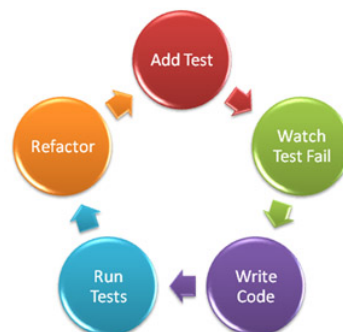 Add Test
Watch
Test Fail
Write
Code
Run
Tests
Refactor